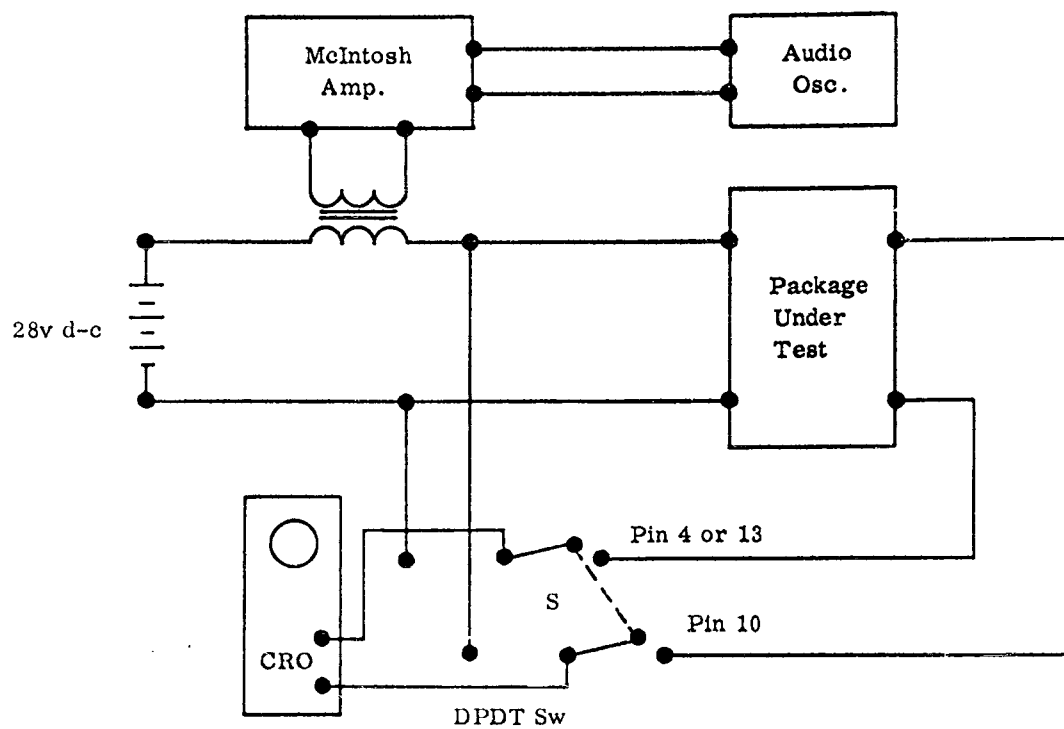 McIntosh
Amp.
Audio
Osc.
28v d-c
Package
Under
Test
Pin 4 or 13
S
Pin 10
CRO
DPDT Sw